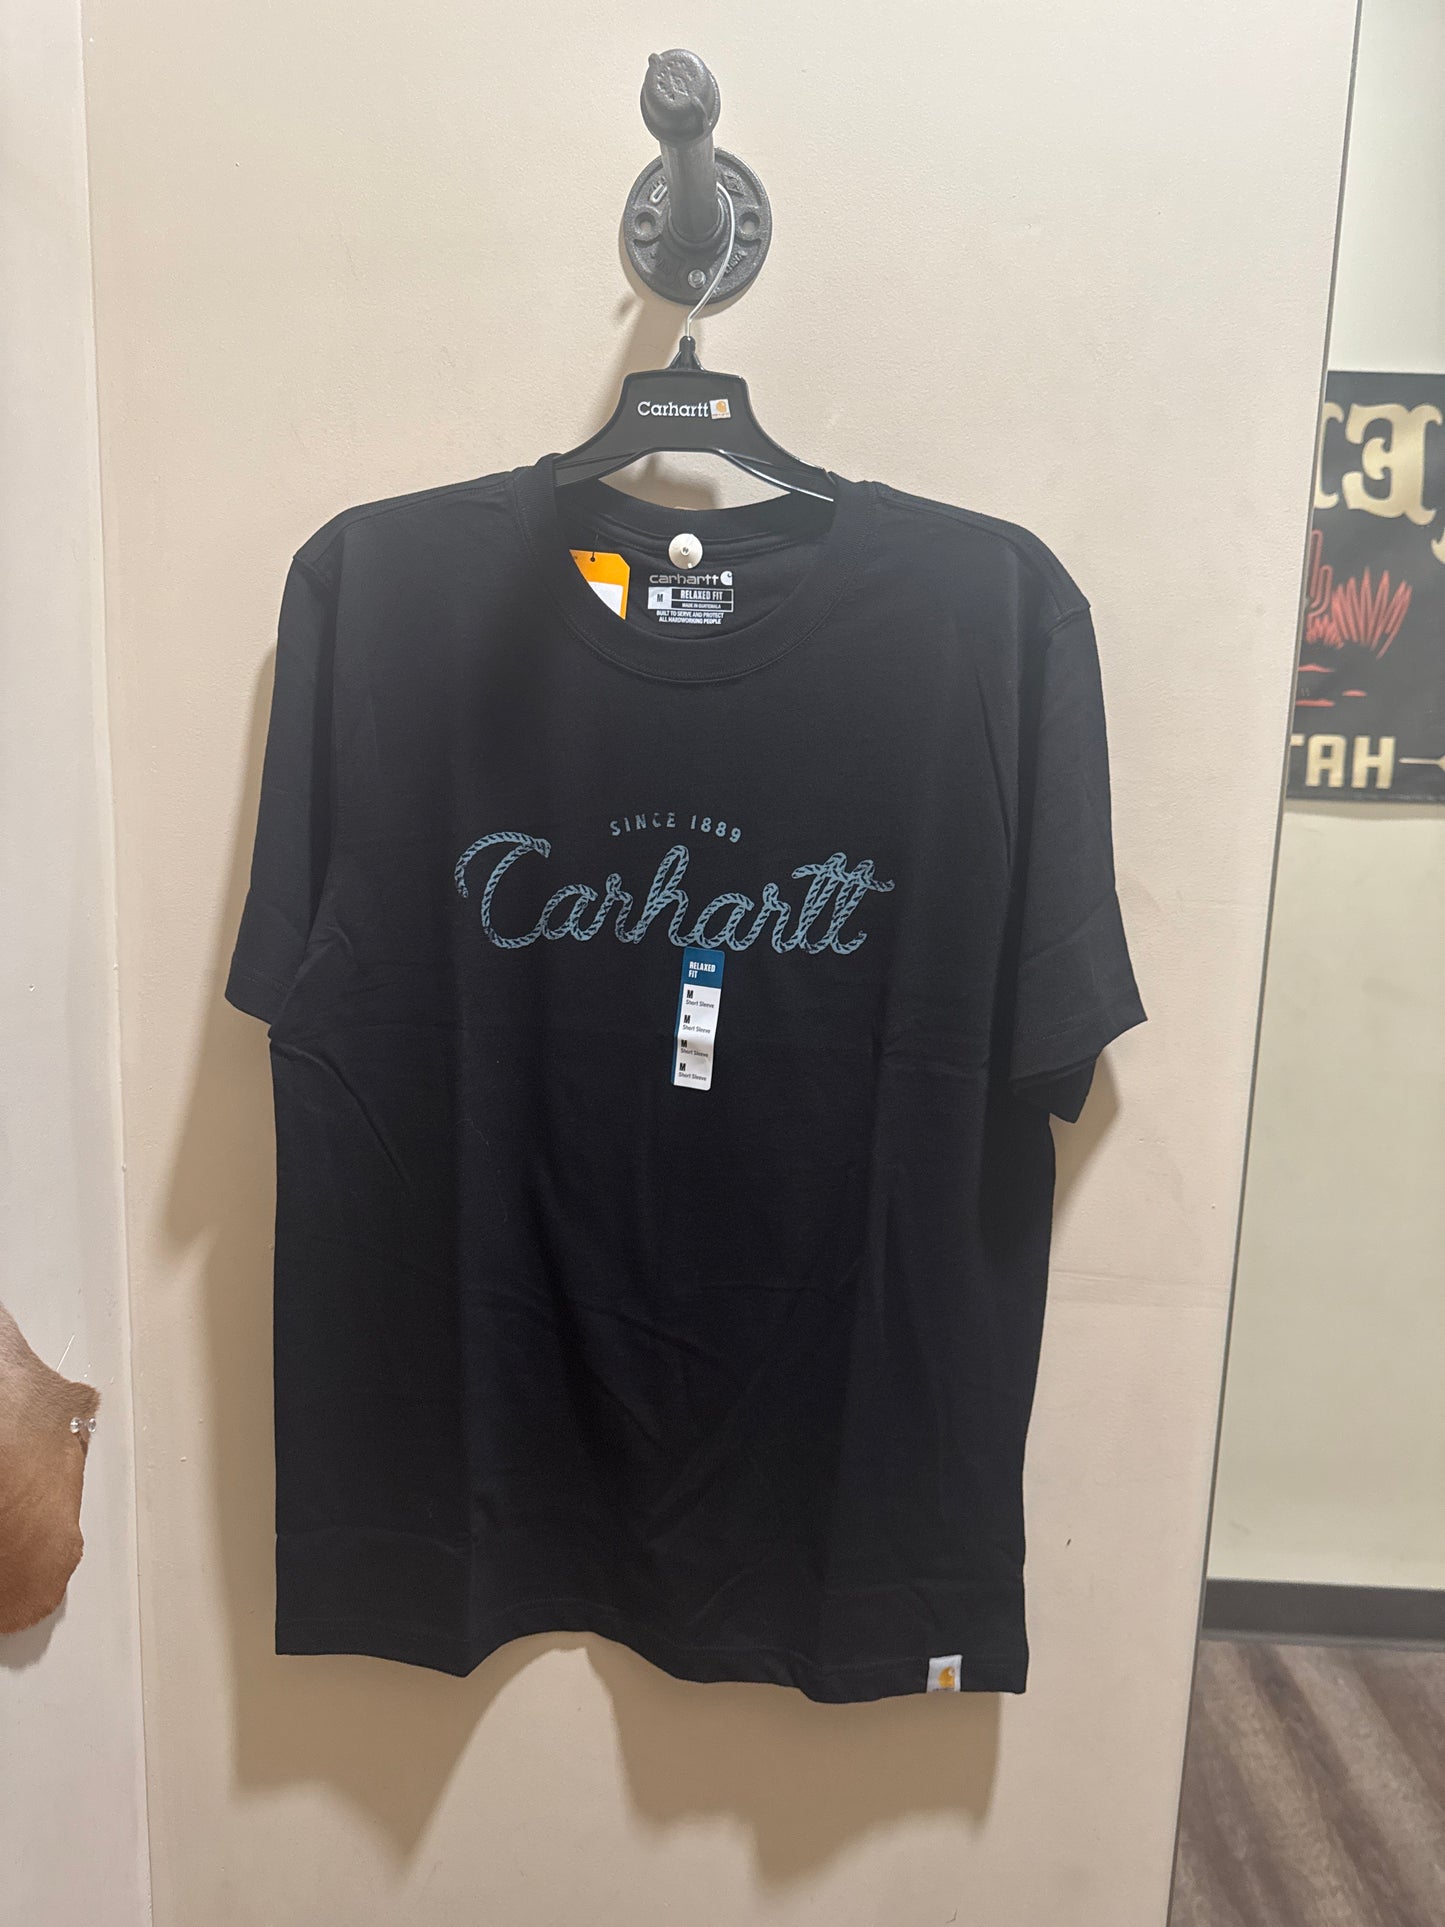 Carhartt
carhartt
M RELAXED FIT
MADE IN GUATEMALA
BUILT TO SERVE AND PROTECT
ALL HARDWORKING PEOPLE
SINCE 1889
Carhartt
RELAXED
FIT
M
Short Sleeve
M
Short Sleeve
M
Short Sleeve
M
Short Sleeve
TAH